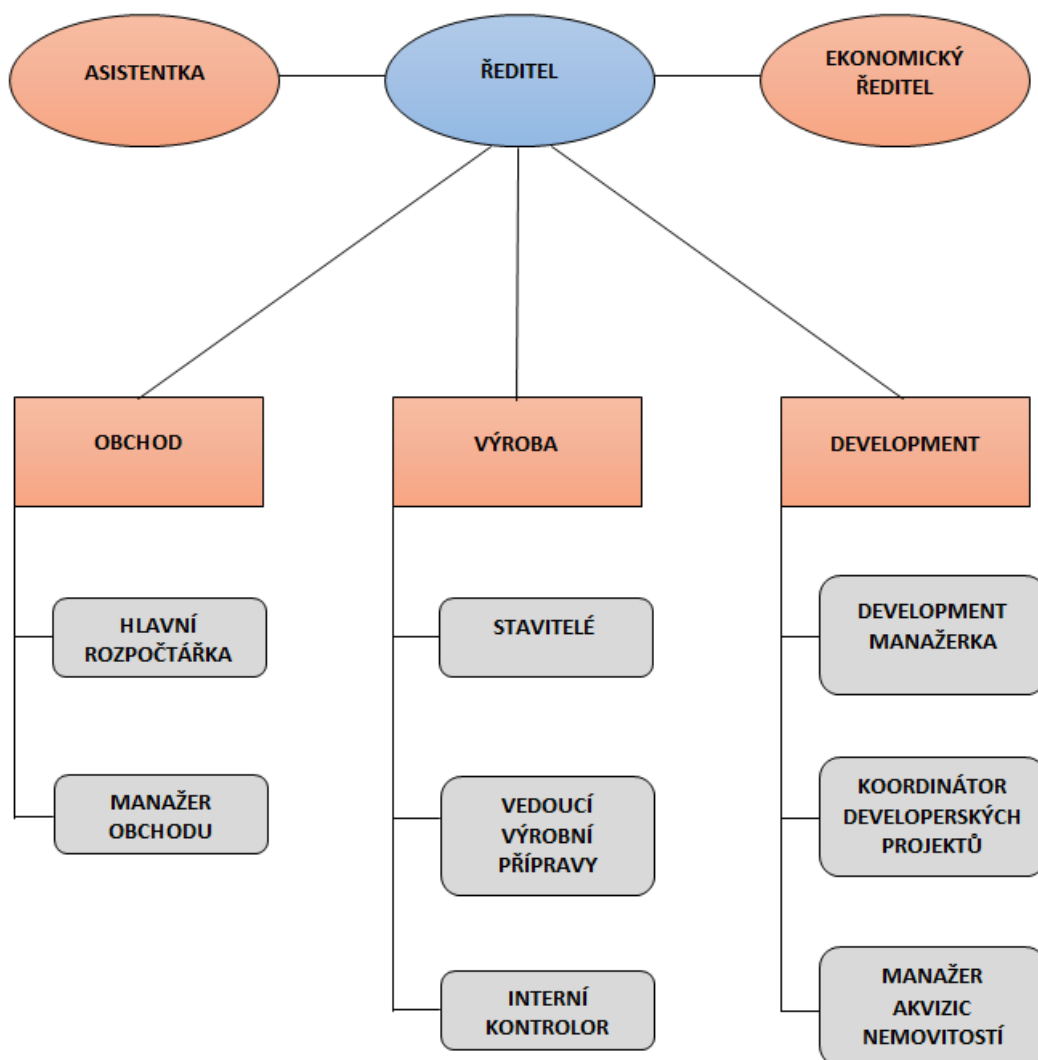 ASISTENTKA
ŘEDITEL
EKONOMICKÝ
ŘEDITEL
OBCHOD
VÝROBA
DEVELOPMENT
HLAVNÍ
ROZPOČTÁŘKA
STAVITELÉ
DEVELOPMENT
MANAŽERKA
MANAŽER
OBCHODU
VEDOUCÍ
VÝROBNÍ
PŘÍPRAVY
KOORDINÁTOR
DEVELOPERSKÝCH
PROJEKTŮ
INTERNÍ
KONTROLOR
MANAŽER
AKVIZIC
NEMOVITOSTÍ